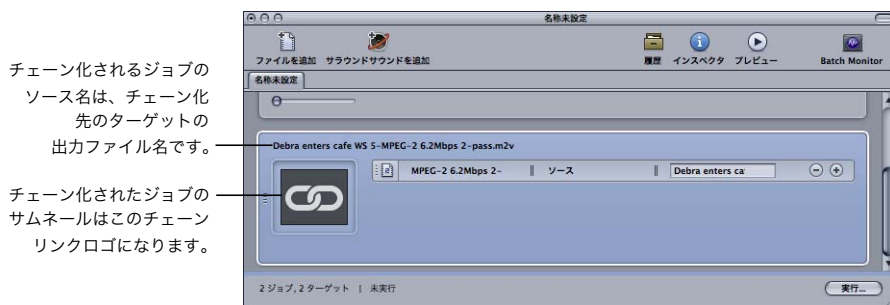 名称未設定
ファイルを追加 サラウンドサウンドを追加 履歴 インスペクタ プレビュー Batch Monitor
名称未設定
チェーン化されるジョブの
ソース名は、チェーン化
先のターゲットの
出力ファイル名です。
Debra enters cafe WS 5-MPEG-2 6.2Mbps 2-pass.m2v
MPEG-2 6.2Mbps 2- ソース Debra enters ca
チェーン化されたジョブの
サムネールはこのチェーン
リンクロゴになります。
2 ジョブ, 2 ターゲット | 未実行 実行...